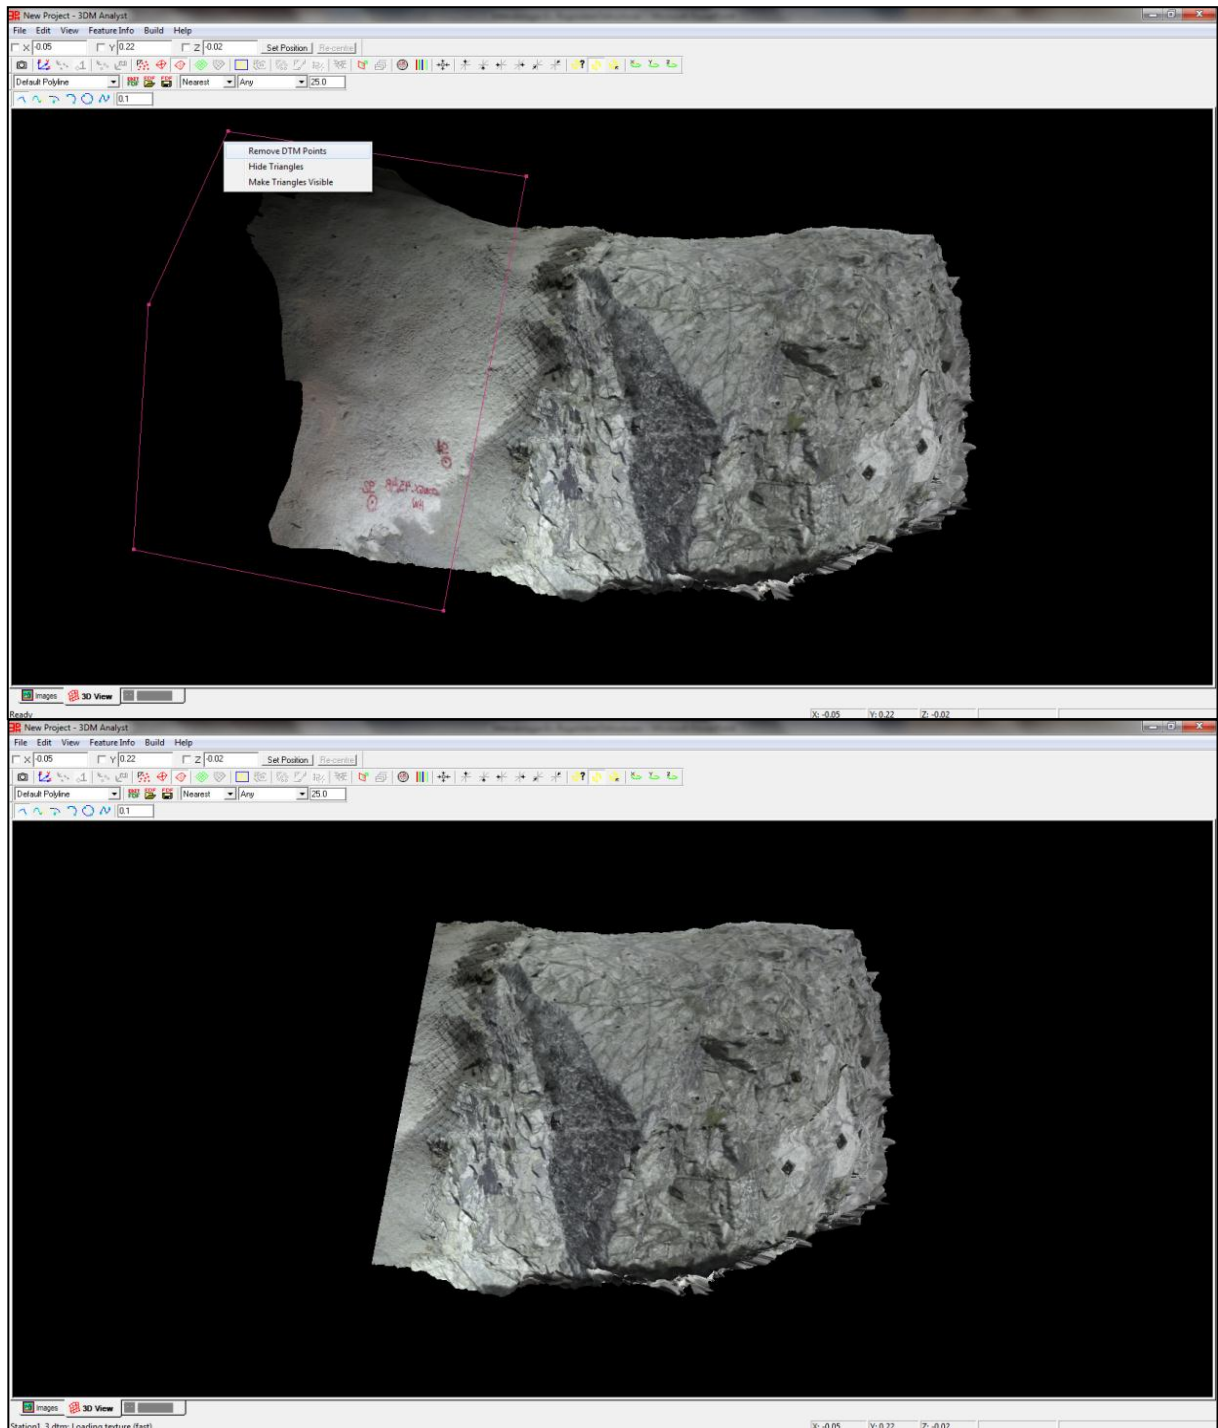 New Project - 3DM Analyst
File Edit View Feature Info Build Help
X -0.05 Y 0.22 Z -0.02 Set Position Re-centre
Default Polyline Nearest Any 25.0
0.1
Remove DTM Points
Hide Triangles
Make Triangles Visible
Images 3D View
Ready X: -0.05 Y: 0.22 Z: -0.02
New Project - 3DM Analyst
File Edit View Feature Info Build Help
X -0.05 Y 0.22 Z -0.02 Set Position Re-centre
Default Polyline Nearest Any 25.0
0.1
Images 3D View
Station1_3.dtm: Loading texture (fast) X: -0.05 Y: 0.22 Z: -0.02